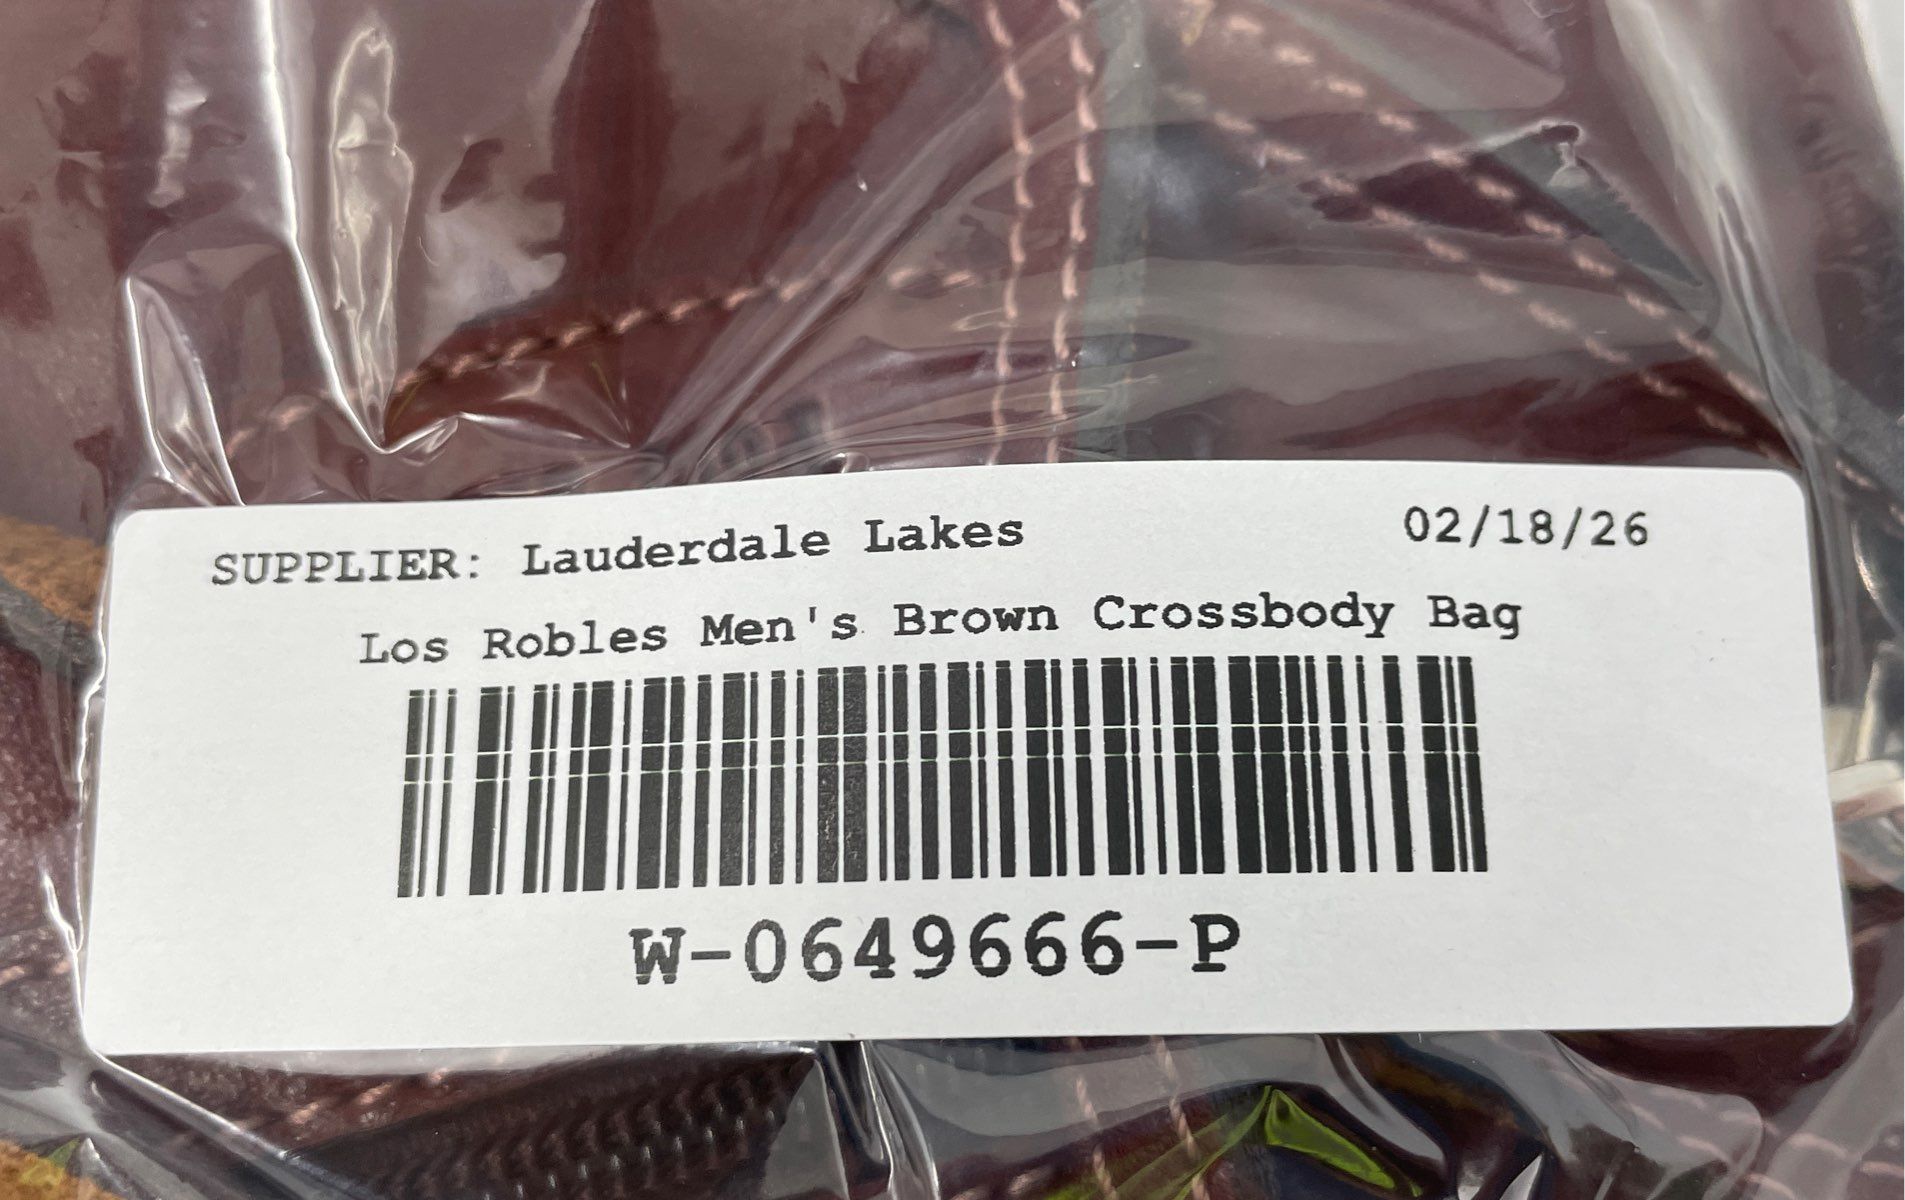 SUPPLIER: Lauderdale Lakes 02/18/26
Los Robles Men's Brown Crossbody Bag
W-0649666-P